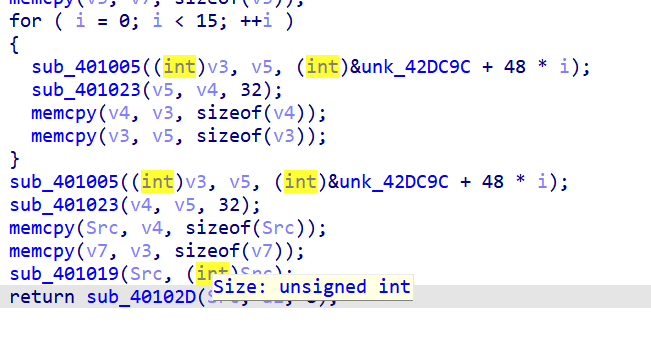 memcpy(v5, v7, sizeof(v5));
for ( i = 0; i < 15; ++i )
{
sub_401005((int)v3, v5, (int)&unk_42DC9C + 48 * i);
sub_401023(v5, v4, 32);
memcpy(v4, v3, sizeof(v4));
memcpy(v3, v5, sizeof(v3));
}
sub_401005((int)v3, v5, (int)&unk_42DC9C + 48 * i);
sub_401023(v4, v5, 32);
memcpy(Src, v4, sizeof(Src));
memcpy(v7, v3, sizeof(v7));
sub_401019(Src, (int)Src);
return sub_40102D(
Size: unsigned int